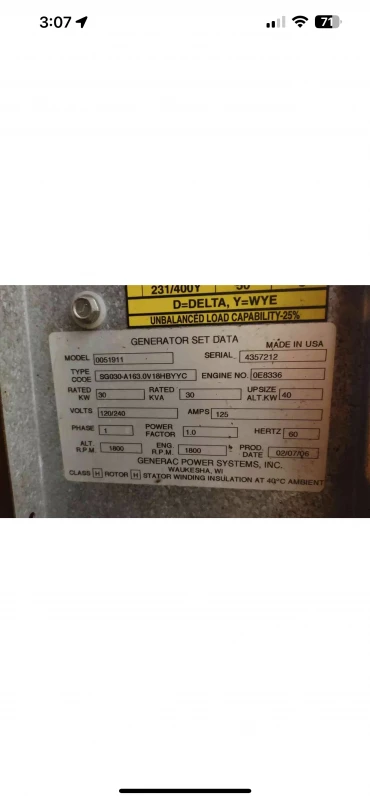 3:07
71
231/400Y 50
D=DELTA, Y=WYE
UNBALANCED LOAD CAPABILITY-25%
GENERATOR SET DATA
MADE IN USA
MODEL 0051911 SERIAL 4357212
TYPE CODE SG030-A163.0V18HBYYC ENGINE NO. 0E8336
RATED KW 30 RATED KVA 30 UPSIZE ALT.KW 40
VOLTS 120/240 AMPS 125
PHASE 1 POWER FACTOR 1.0 HERTZ 60
ALT. R.P.M. 1800 ENG. R.P.M. 1800 PROD. DATE 02/07/06
GENERAC POWER SYSTEMS, INC.
WAUKESHA, WI
CLASS H ROTOR H STATOR WINDING INSULATION AT 40°C AMBIENT